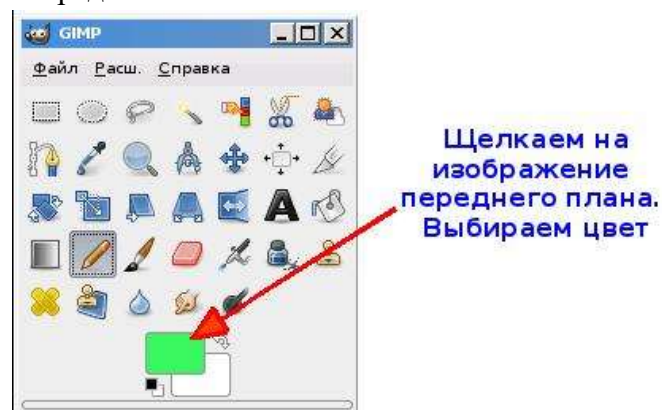 GIMP
Файл Расш. Справка
Щелкаем на
изображение
переднего плана.
Выбираем цвет